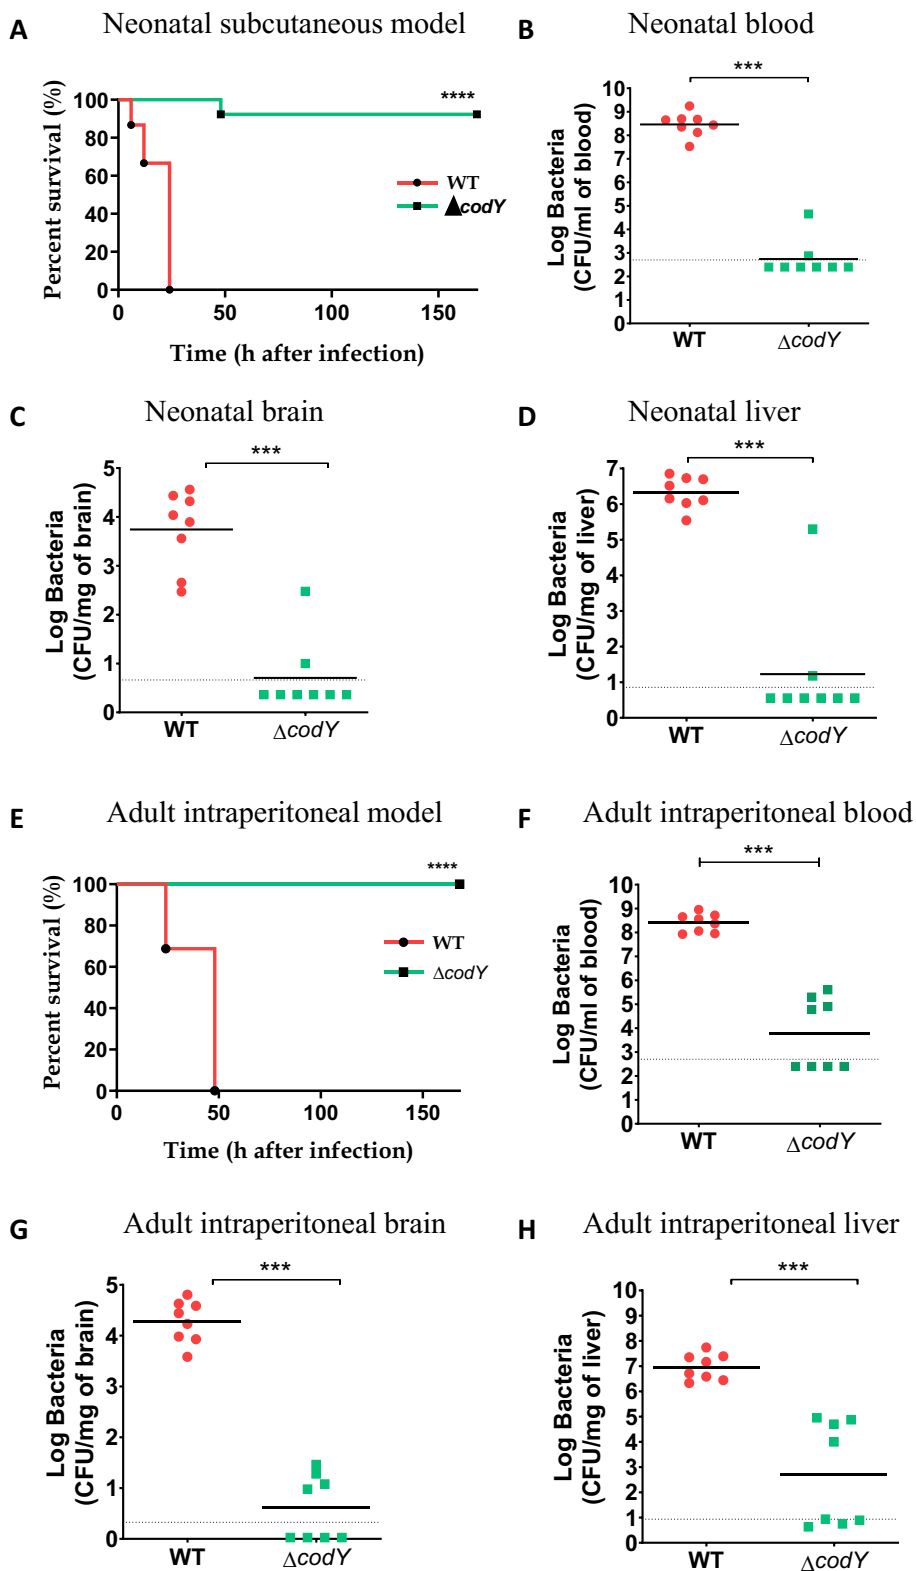 A
Neonatal subcutaneous model
Percent survival (%)
100
80
60
40
20
0
****
WT
▲codY
0 50 100 150
Time (h after infection)
B
Neonatal blood
***
Log Bacteria
(CFU/ml of blood)
10
9
8
7
6
5
4
3
2
1
0
WT ΔcodY
C
Neonatal brain
***
Log Bacteria
(CFU/mg of brain)
5
4
3
2
1
0
WT ΔcodY
D
Neonatal liver
***
Log Bacteria
(CFU/mg of liver)
7
6
5
4
3
2
1
0
WT ΔcodY
E
Adult intraperitoneal model
Percent survival (%)
100
80
60
40
20
0
****
WT
ΔcodY
0 50 100 150
Time (h after infection)
F
Adult intraperitoneal blood
***
Log Bacteria
(CFU/ml of blood)
10
9
8
7
6
5
4
3
2
1
0
WT ΔcodY
G
Adult intraperitoneal brain
***
Log Bacteria
(CFU/mg of brain)
5
4
3
2
1
0
WT ΔcodY
H
Adult intraperitoneal liver
***
Log Bacteria
(CFU/mg of liver)
10
9
8
7
6
5
4
3
2
1
0
WT ΔcodY